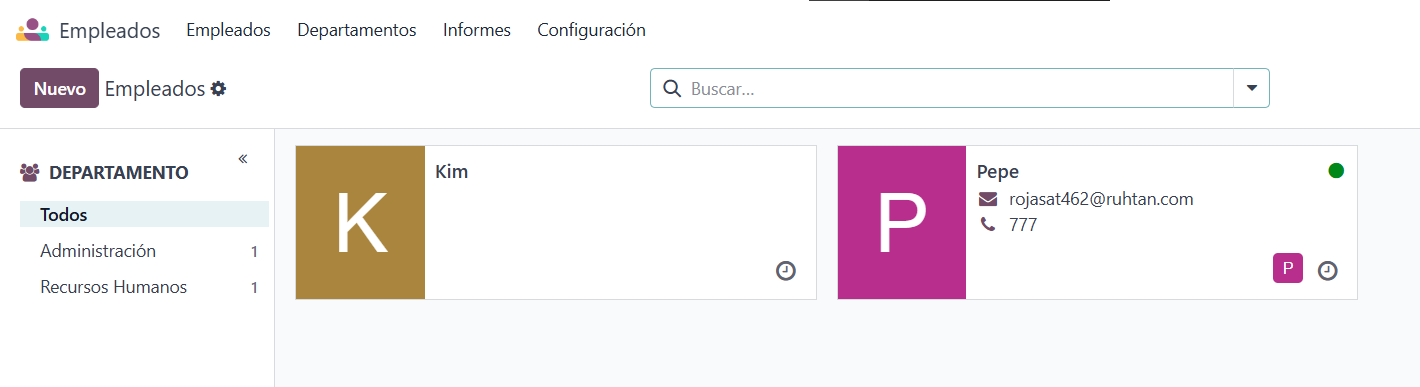 Empleados Empleados Departamentos Informes Configuración
Nuevo Empleados Buscar...
« 
DEPARTAMENTO
Todos
Administración 1
Recursos Humanos 1
K
Kim
P
Pepe
rojasat462@ruhtan.com
777
P